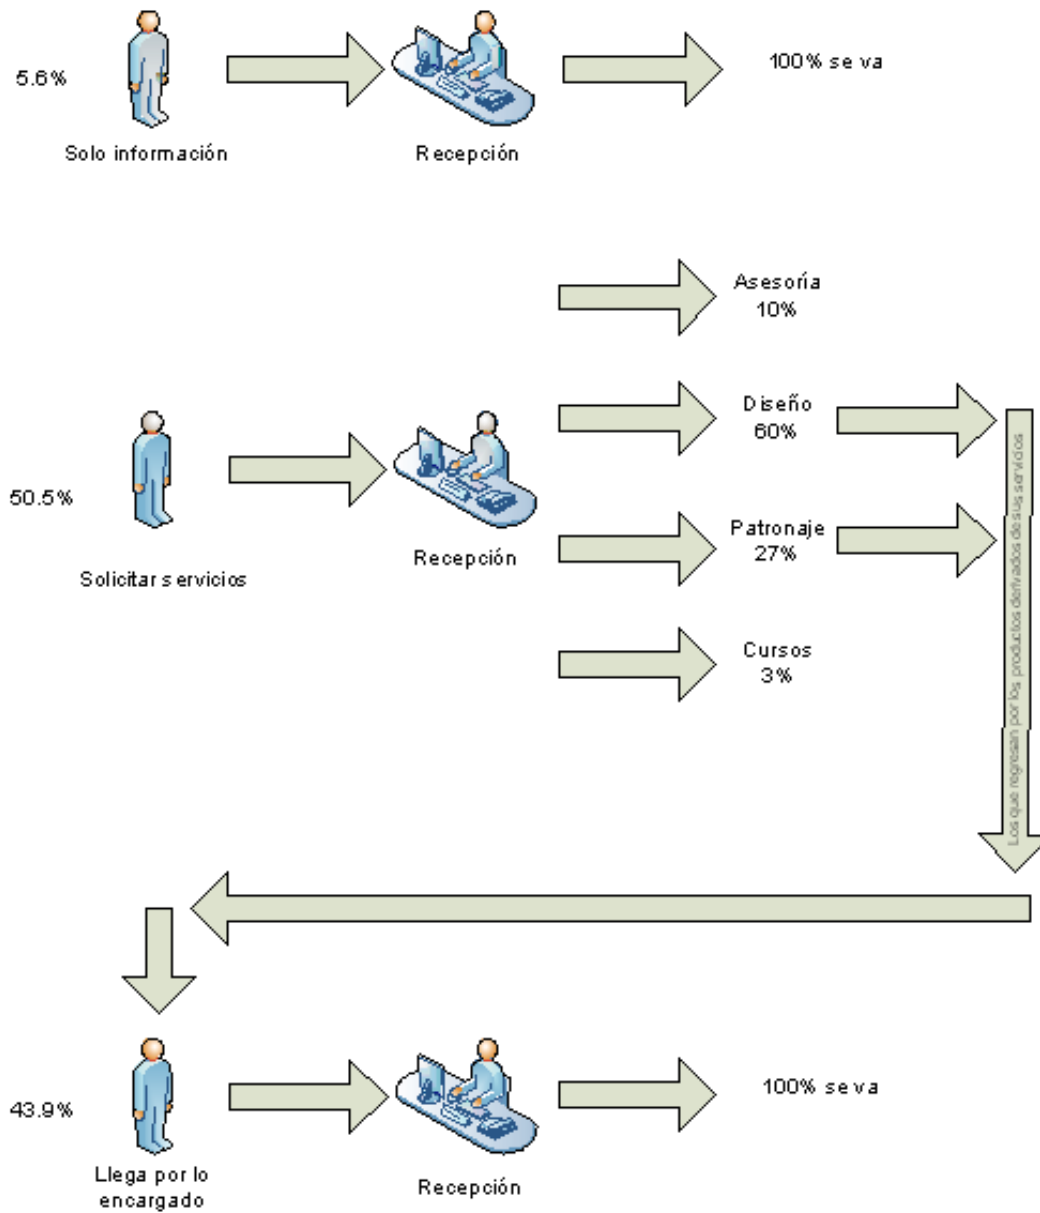 5.6%
Solo información
Recepción
100% se va
Asesoría
10%
Diseño
60%
50.5%
Solicitar servicios
Recepción
Patronaje
27%
Cursos
3%
Los que regresan por los productos derivados de sus servicios
43.9%
Llega por lo
encargado
Recepción
100% se va